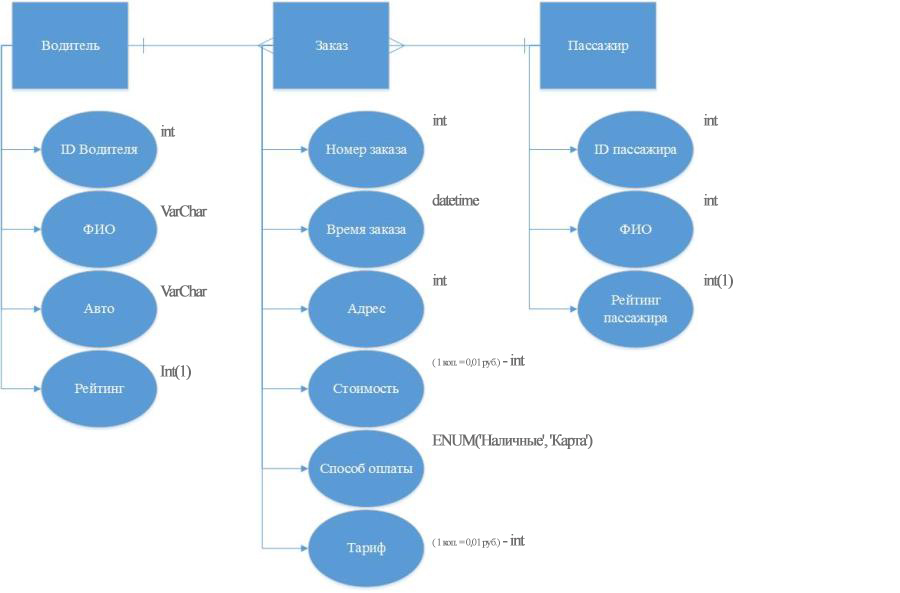 Водитель
Заказ
Пассажир
ID Водителя
int
ФИО
VarChar
Авто
VarChar
Рейтинг
Int(1)
Номер заказа
int
Время заказа
datetime
Адрес
int
Стоимость
( 1 коп. = 0,01 руб.) - int
Способ оплаты
ENUM('Наличные', 'Карта')
Тариф
( 1 коп. = 0,01 руб.) - int
ID пассажира
int
ФИО
int
Рейтинг
пассажира
int(1)